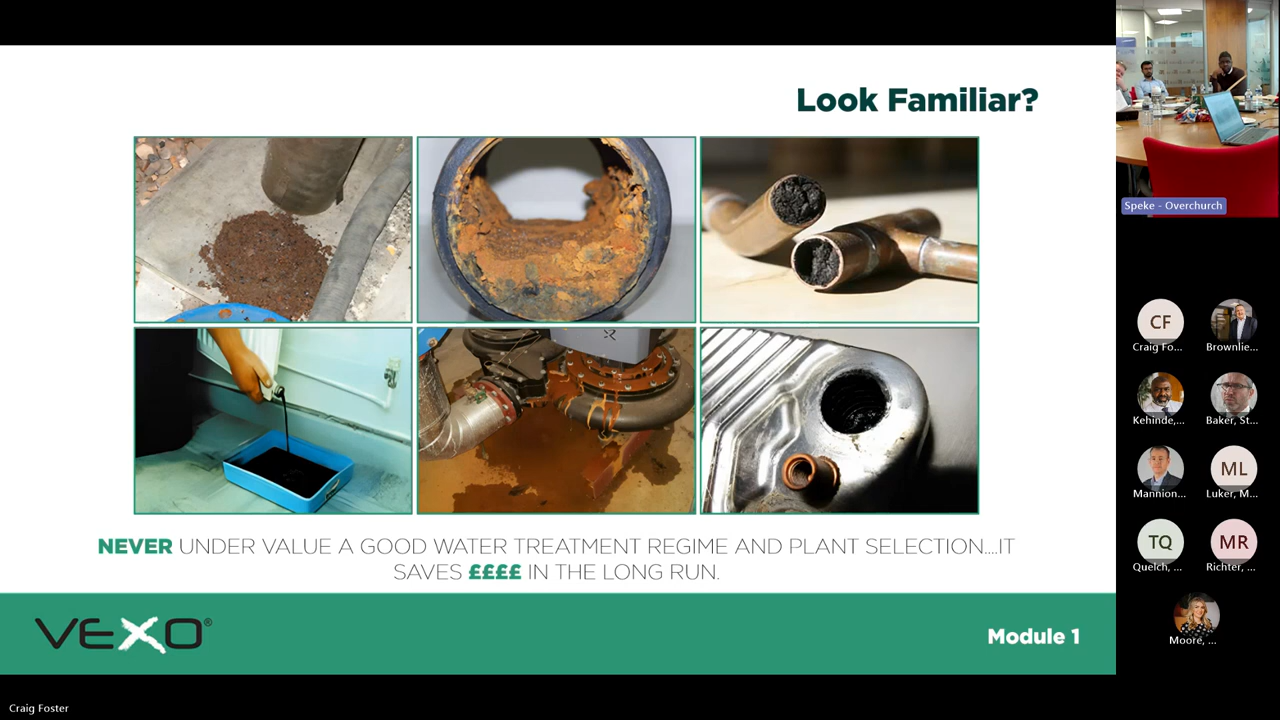 Look Familiar?
NEVER UNDER VALUE A GOOD WATER TREATMENT REGIME AND PLANT SELECTION....IT
SAVES ££££ IN THE LONG RUN.
VEXO®
Module 1
Craig Foster
Speke - Overchurch
CF
Craig Fo...
Brownlie...
Kehinde,...
Baker, St...
Mannion...
ML
Luker, M...
TQ
Quelch, ...
MR
Richter, ...
Moore, ...